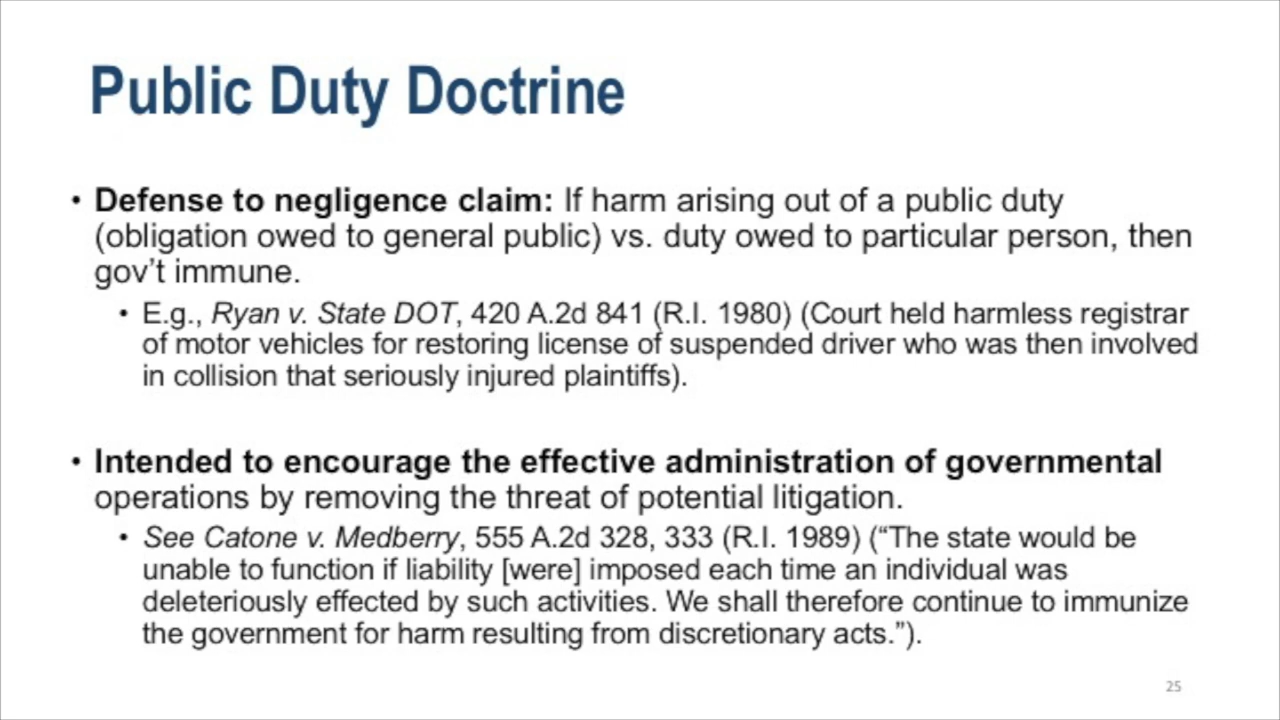 Public Duty Doctrine
• Defense to negligence claim: If harm arising out of a public duty
(obligation owed to general public) vs. duty owed to particular person, then
gov’t immune.
• E.g., Ryan v. State DOT, 420 A.2d 841 (R.I. 1980) (Court held harmless registrar
of motor vehicles for restoring license of suspended driver who was then involved
in collision that seriously injured plaintiffs).
• Intended to encourage the effective administration of governmental
operations by removing the threat of potential litigation.
• See Catone v. Medberry, 555 A.2d 328, 333 (R.I. 1989) (“The state would be
unable to function if liability [were] imposed each time an individual was
deleteriously effected by such activities. We shall therefore continue to immunize
the government for harm resulting from discretionary acts.”).
25